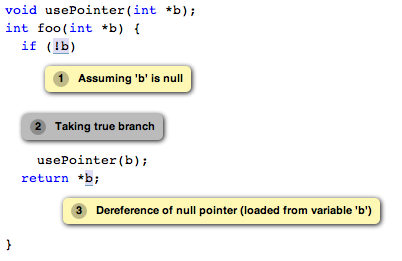 void usePointer(int *b);
int foo(int *b) {
if (!b)
1 Assuming 'b' is null
2 Taking true branch
usePointer(b);
return *b;
3 Dereference of null pointer (loaded from variable 'b')
}